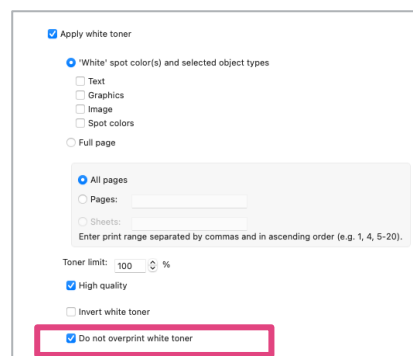 Apply white toner
'White' spot color(s) and selected object types
Text
Graphics
Image
Spot colors
Full page
All pages
Pages:
Sheets:
Enter print range separated by commas and in ascending order (e.g. 1, 4, 5-20).
Toner limit: 100 %
High quality
Invert white toner
Do not overprint white toner